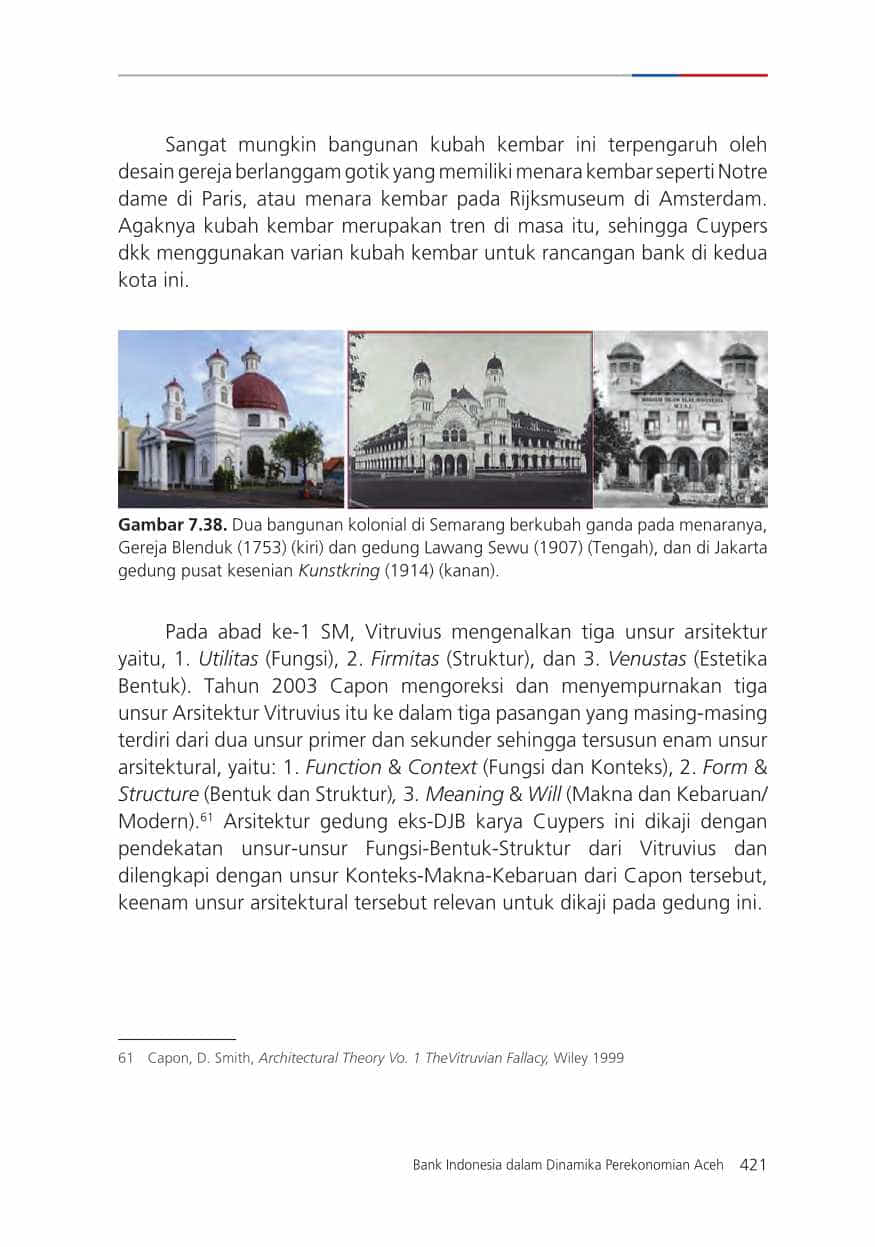 Sangat mungkin bangunan kubah kembar ini terpengaruh oleh
desain gereja berlanggam gotik yang memiliki menara kembar seperti Notre
dame di Paris, atau menara kembar pada Rijksmuseum di Amsterdam.
Agaknya kubah kembar merupakan tren di masa itu, sehingga Cuypers
dkk menggunakan varian kubah kembar untuk rancangan bank di kedua
kota ini.
Gambar 7.38. Dua bangunan kolonial di Semarang berkubah ganda pada menaranya,
Gereja Blenduk (1753) (kiri) dan gedung Lawang Sewu (1907) (Tengah), dan di Jakarta
gedung pusat kesenian Kunstkring (1914) (kanan).
Pada abad ke-1 SM, Vitruvius mengenalkan tiga unsur arsitektur
yaitu, 1. Utilitas (Fungsi), 2. Firmitas (Struktur), dan 3. Venustas (Estetika
Bentuk). Tahun 2003 Capon mengoreksi dan menyempurnakan tiga
unsur Arsitektur Vitruvius itu ke dalam tiga pasangan yang masing-masing
terdiri dari dua unsur primer dan sekunder sehingga tersusun enam unsur
arsitektural, yaitu: 1. Function & Context (Fungsi dan Konteks), 2. Form &
Structure (Bentuk dan Struktur), 3. Meaning & Will (Makna dan Kebaruan/
Modern).61 Arsitektur gedung eks-DJB karya Cuypers ini dikaji dengan
pendekatan unsur-unsur Fungsi-Bentuk-Struktur dari Vitruvius dan
dilengkapi dengan unsur Konteks-Makna-Kebaruan dari Capon tersebut,
keenam unsur arsitektural tersebut relevan untuk dikaji pada gedung ini.
61 Capon, D. Smith, Architectural Theory Vo. 1 TheVitruvian Fallacy, Wiley 1999
Bank Indonesia dalam Dinamika Perekonomian Aceh 421